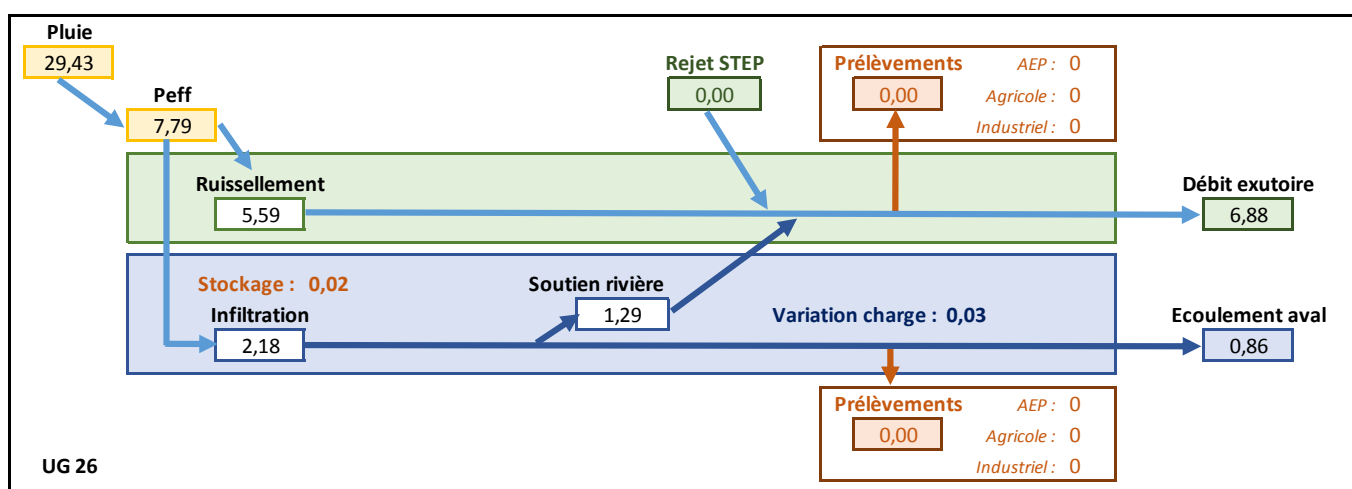 Pluie
29,43
Peff
7,79
Rejet STEP
0,00
Prélèvements
0,00
AEP : 0
Agricole : 0
Industriel : 0
Ruissellement
5,59
Débit exutoire
6,88
Stockage : 0,02
Infiltration
2,18
Soutien rivière
1,29
Variation charge : 0,03
Ecoulement aval
0,86
Prélèvements
0,00
AEP : 0
Agricole : 0
Industriel : 0
UG 26